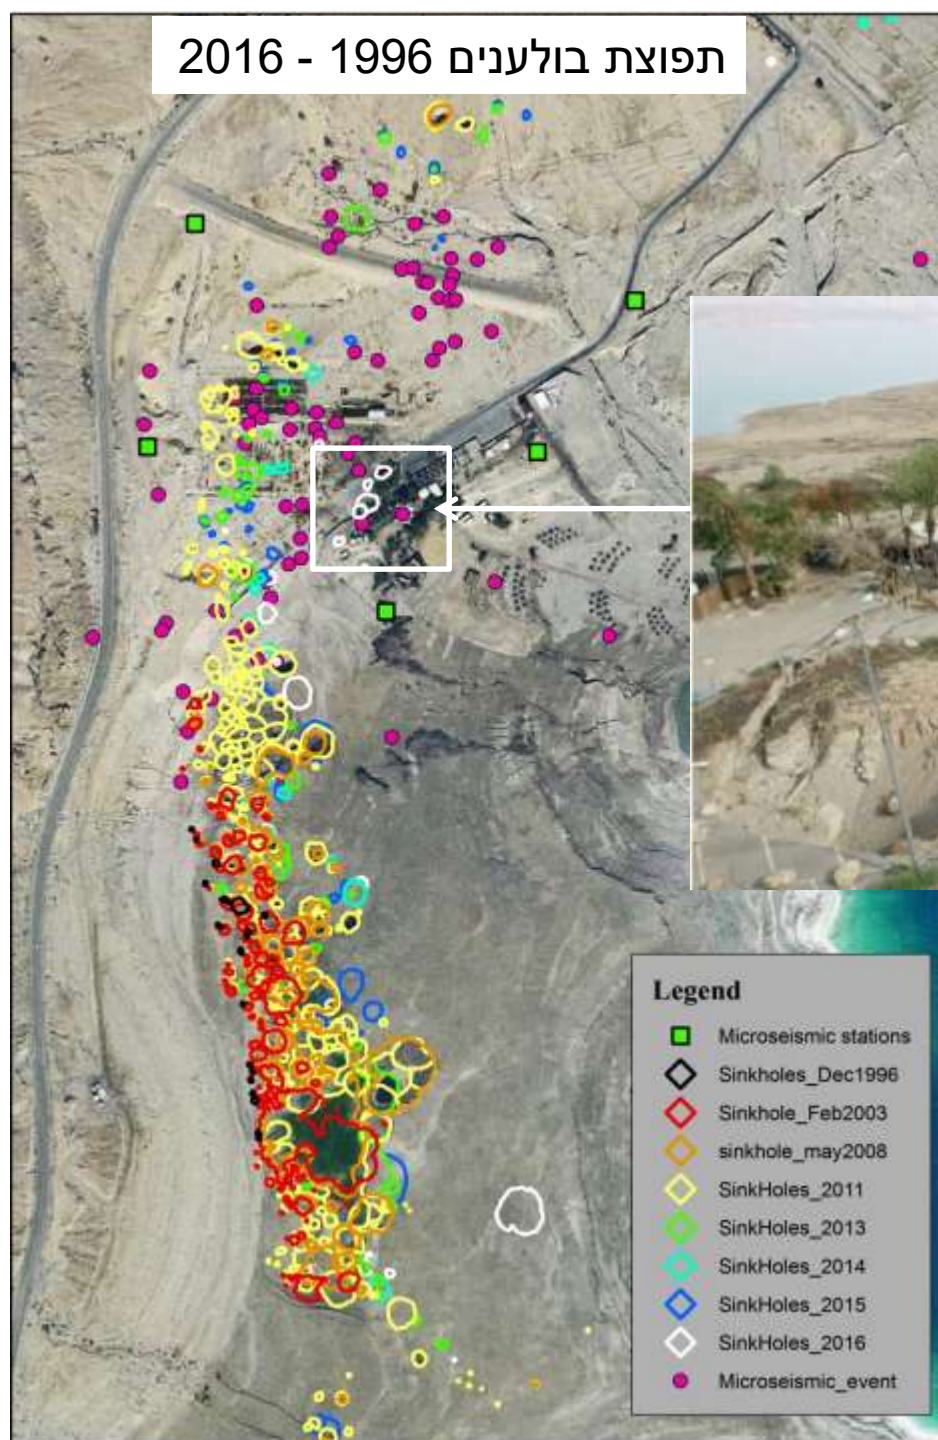 תפוצת בולענים 1996 - 2016
Legend
Microseismic stations
Sinkholes_Dec1996
Sinkhole_Feb2003
sinkhole_may2008
SinkHoles_2011
SinkHoles_2013
SinkHoles_2014
SinkHoles_2015
SinkHoles_2016
Microseismic_event